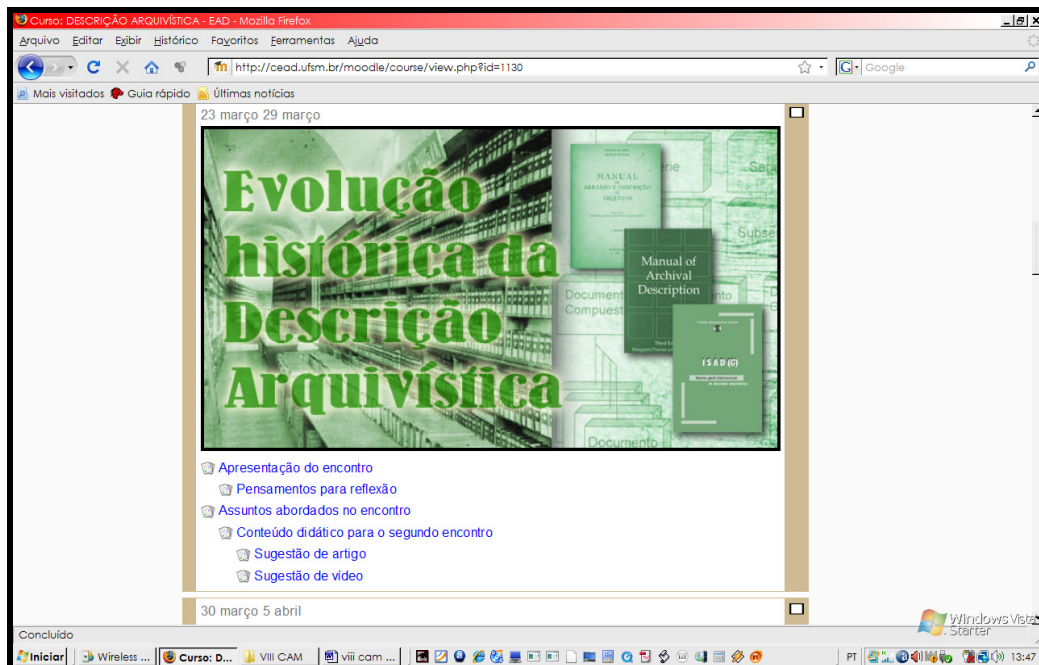 Curso: DESCRIÇÃO ARQUIVÍSTICA - EAD - Mozilla Firefox
Arquivo Editar Exibir Histórico Favoritos Ferramentas Ajuda
http://cead.ufsm.br/moodle/course/view.php?id=1130
Google
Mais visitados Guia rápido Últimas notícias
23 março 29 março
Evolução
histórica da
Descrição
Arquivística
MANUAL
ARRANJO E DESCRIÇÃO
ARQUIVOS
Manual of
Archival
Description
Documento
Compuesto
ISAD (G)
Documento
Apresentação do encontro
Pensamentos para reflexão
Assuntos abordados no encontro
Conteúdo didático para o segundo encontro
Sugestão de artigo
Sugestão de vídeo
30 março 5 abril
Windows Vista
Starter
Concluído
Iniciar Wireless ... Curso: D... VIII CAM viii cam ... PT 13:47